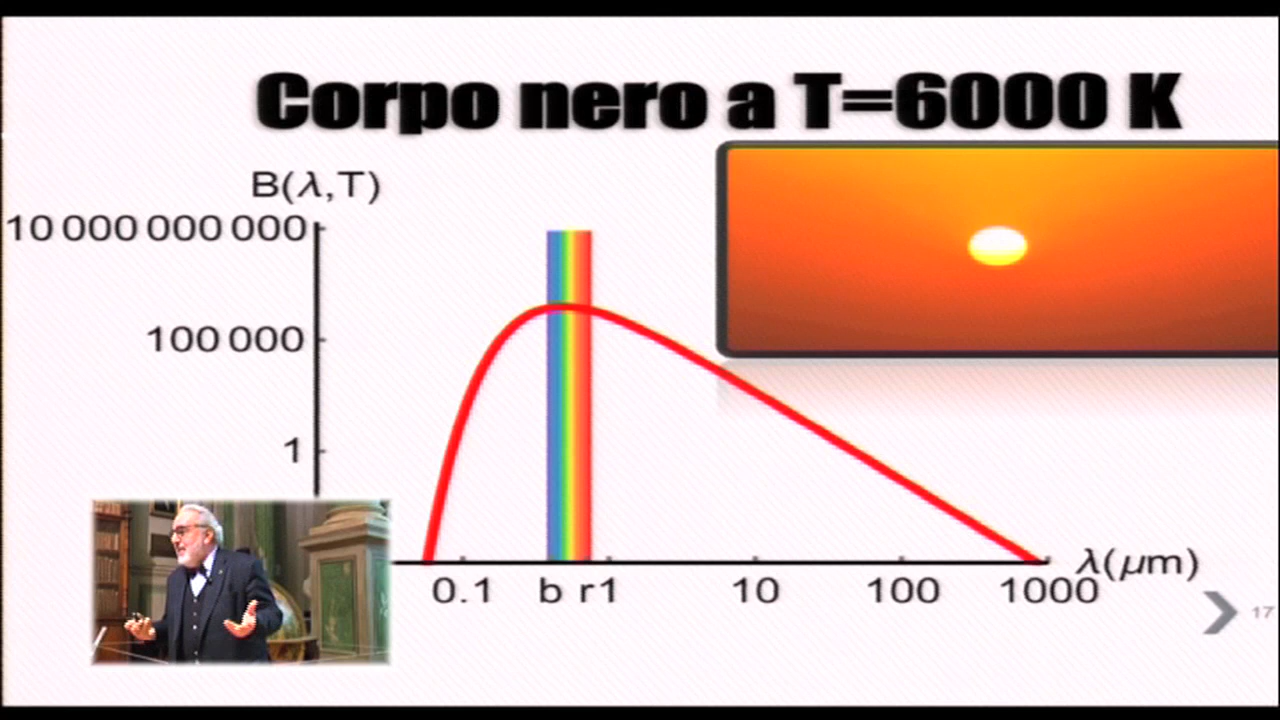 Corpo nero a T=6000 K
B(λ,T)
10 000 000 000
100 000
1
0.1 b r1 10 100 1000 λ(μm)
17